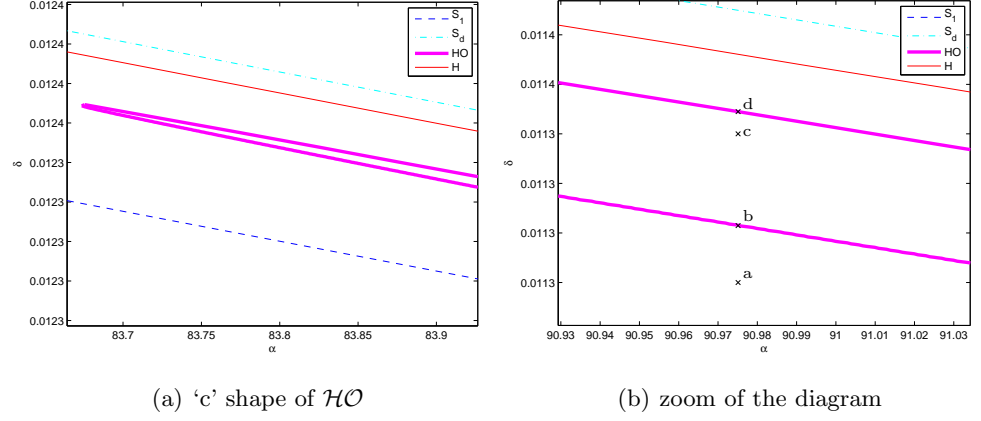 0.0124
0.0124
0.0124
0.0124
0.0123
0.0123
0.0123
0.0123
0.0123
δ
83.7
83.75
83.8
83.85
83.9
α
S1
Sd
HO
H
(a) ‘c’ shape of HO
0.0114
0.0114
0.0113
0.0113
0.0113
0.0113
δ
90.93
90.94
90.95
90.96
90.97
90.98
90.99
91
91.01
91.02
91.03
α
S1
Sd
HO
H
d
c
b
a
(b) zoom of the diagram